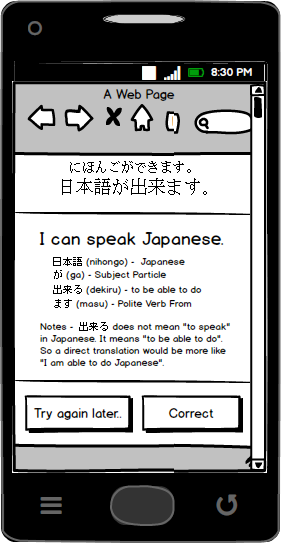 8:30 PM
A Web Page
にほんごができます。
日本語が出来ます。
I can speak Japanese.
日本語 (nihongo) - Japanese
が (ga) - Subject Particle
出来る (dekiru) - to be able to do
ます (masu) - Polite Verb From
Notes - 出来る does not mean "to speak"
in Japanese. It means "to be able to do".
So a direct translation would be more like
"I am able to do Japanese".
Try again later..
Correct